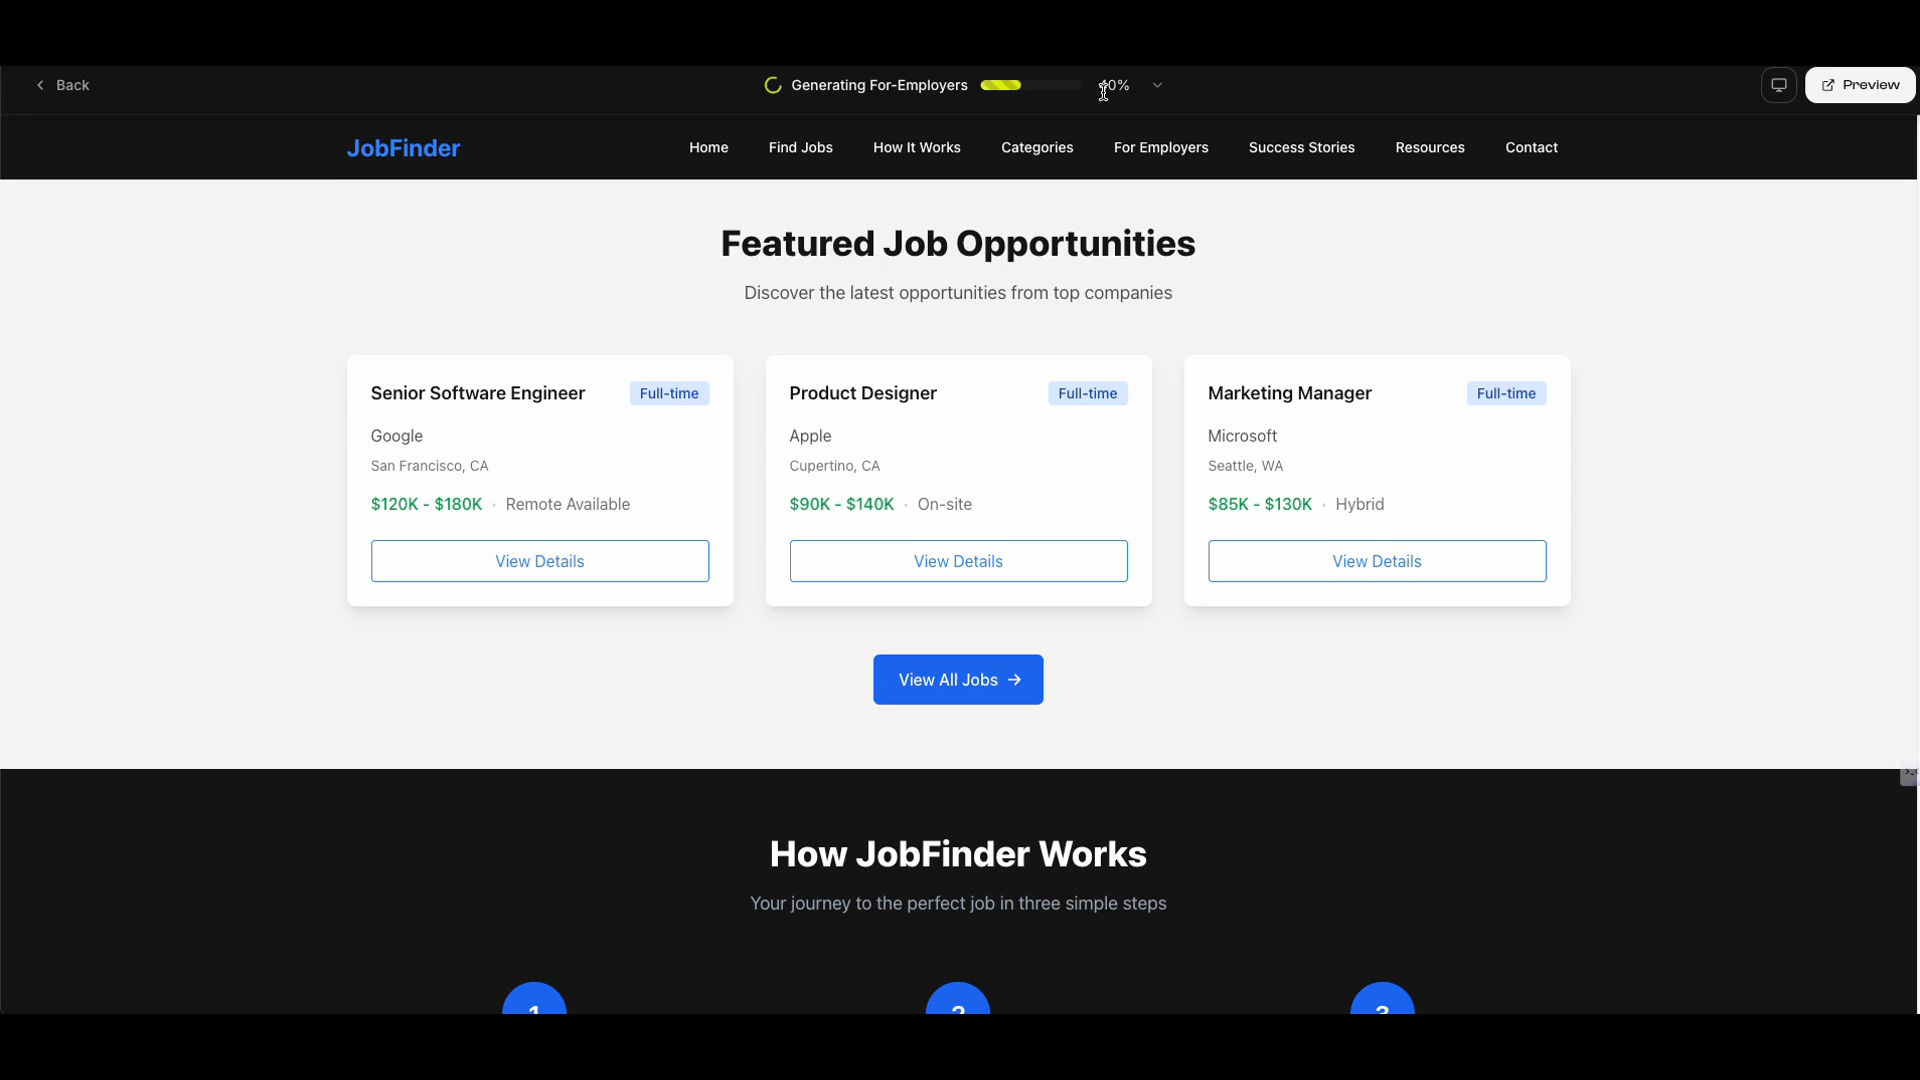 Back
Generating For-Employers
Preview
JobFinder
Home Find Jobs How It Works Categories For Employers Success Stories Resources Contact
Featured Job Opportunities
Discover the latest opportunities from top companies
Senior Software Engineer Full-time
Google
San Francisco, CA
$120K - $180K • Remote Available
View Details
Product Designer Full-time
Apple
Cupertino, CA
$90K - $140K • On-site
View Details
Marketing Manager Full-time
Microsoft
Seattle, WA
$85K - $130K • Hybrid
View Details
View All Jobs →
How JobFinder Works
Your journey to the perfect job in three simple steps
1 2 3